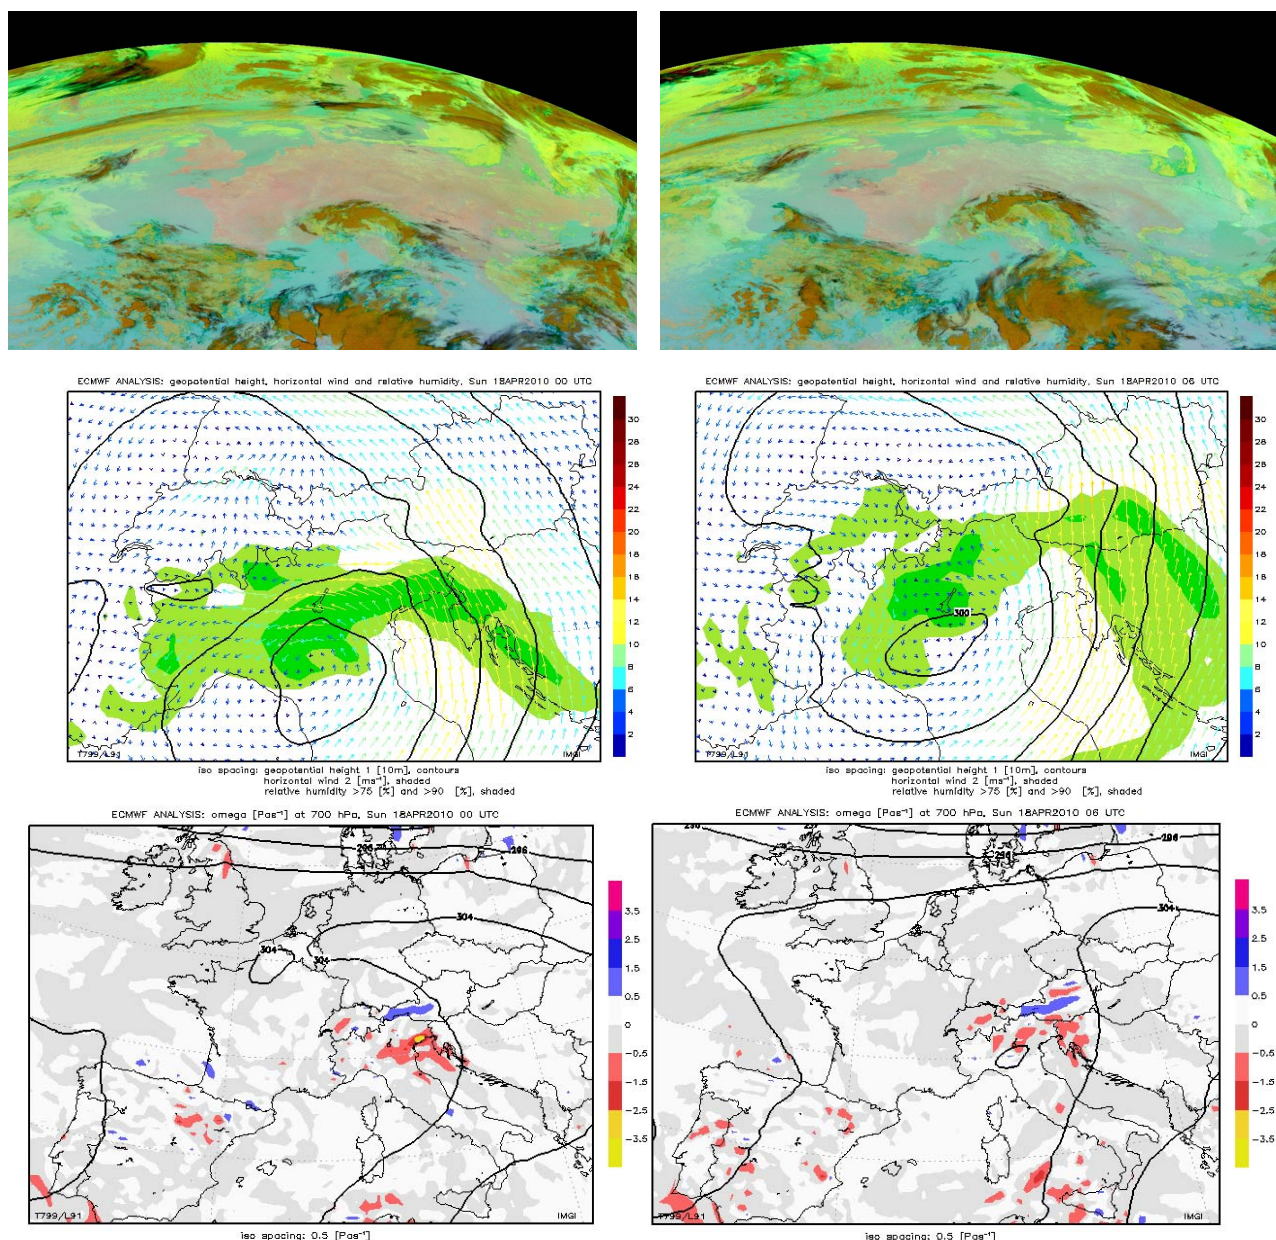 ECMWF ANALYSIS: geopotential height, horizontal wind and relative humidity, Sun 18APR2010 00 UTC
30
28
26
24
22
20
18
16
14
12
10
8
6
4
2
T799/L91
IMGI
iso spacing: geopotential height 1 [10m], contours
horizontal wind 2 [ms⁻¹], shaded
relative humidity >75 [%] and >90 [%], shaded
ECMWF ANALYSIS: geopotential height, horizontal wind and relative humidity, Sun 18APR2010 06 UTC
300
30
28
26
24
22
20
18
16
14
12
10
8
6
4
2
T799/L91
IMGI
iso spacing: geopotential height 1 [10m], contours
horizontal wind 2 [ms⁻¹], shaded
relative humidity >75 [%] and >90 [%], shaded
ECMWF ANALYSIS: omega [Pas⁻¹] at 700 hPa, Sun 18APR2010 00 UTC
296
296
304
304
304
3.5
2.5
1.5
0.5
0
−0.5
−1.5
−2.5
−3.5
T799/L91
IMGI
iso spacing: 0.5 [Pas⁻¹]
ECMWF ANALYSIS: omega [Pas⁻¹] at 700 hPa, Sun 18APR2010 06 UTC
296
296
296
304
3.5
2.5
1.5
0.5
0
−0.5
−1.5
−2.5
−3.5
T799/L91
IMGI
iso spacing: 0.5 [Pas⁻¹]